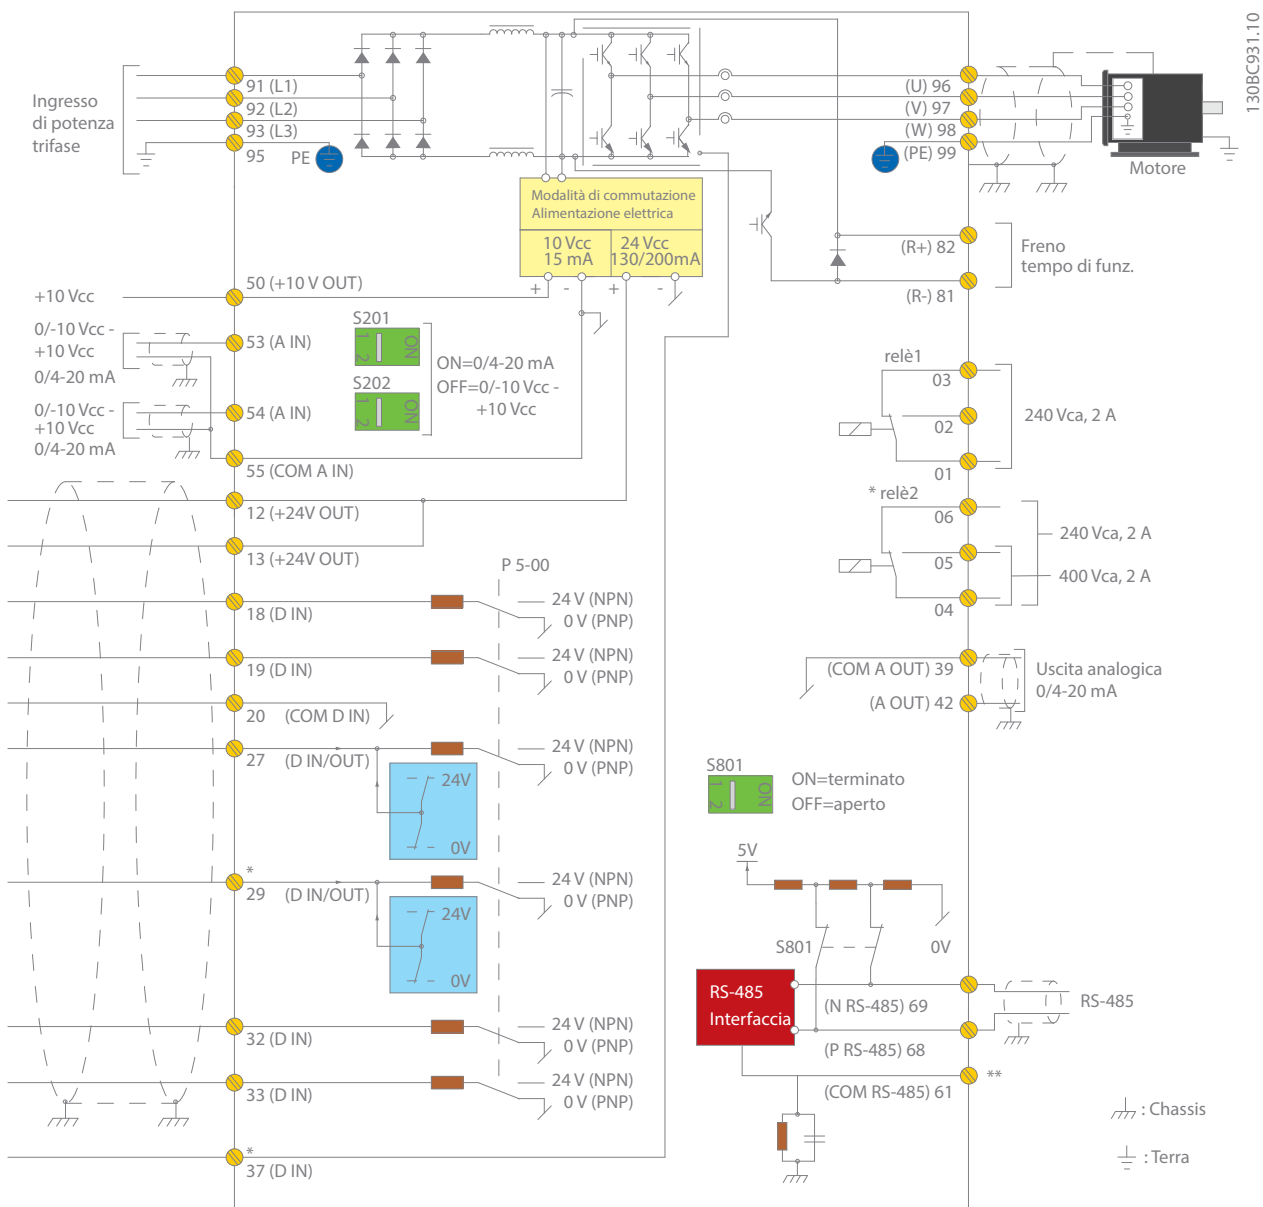 130BC931.10
Ingresso
di potenza
trifase
91 (L1)
92 (L2)
93 (L3)
95
PE
(U) 96
(V) 97
(W) 98
(PE) 99
Motore
Modalità di commutazione
Alimentazione elettrica
10 Vcc
15 mA
24 Vcc
130/200mA
+
-
+
-
(R+) 82
(R-) 81
Freno
tempo di funz.
+10 Vcc
50 (+10 V OUT)
0/-10 Vcc -
+10 Vcc
0/4-20 mA
53 (A IN)
S201
1
2
ON
S202
1
2
ON
ON=0/4-20 mA
OFF=0/-10 Vcc -
+10 Vcc
0/-10 Vcc -
+10 Vcc
0/4-20 mA
54 (A IN)
55 (COM A IN)
relè1
03
02
01
240 Vca, 2 A
* relè2
06
05
04
240 Vca, 2 A
400 Vca, 2 A
12 (+24V OUT)
13 (+24V OUT)
P 5-00
18 (D IN)
24 V (NPN)
0 V (PNP)
19 (D IN)
24 V (NPN)
0 V (PNP)
20 (COM D IN)
27 (D IN/OUT)
24 V (NPN)
0 V (PNP)
24V
0V
*
29 (D IN/OUT)
24 V (NPN)
0 V (PNP)
24V
0V
32 (D IN)
24 V (NPN)
0 V (PNP)
33 (D IN)
24 V (NPN)
0 V (PNP)
*
37 (D IN)
(COM A OUT) 39
(A OUT) 42
Uscita analogica
0/4-20 mA
S801
1
2
ON
ON=terminato
OFF=aperto
5V
S801
0V
RS-485
Interfaccia
(N RS-485) 69
(P RS-485) 68
(COM RS-485) 61
**
RS-485
: Chassis
: Terra